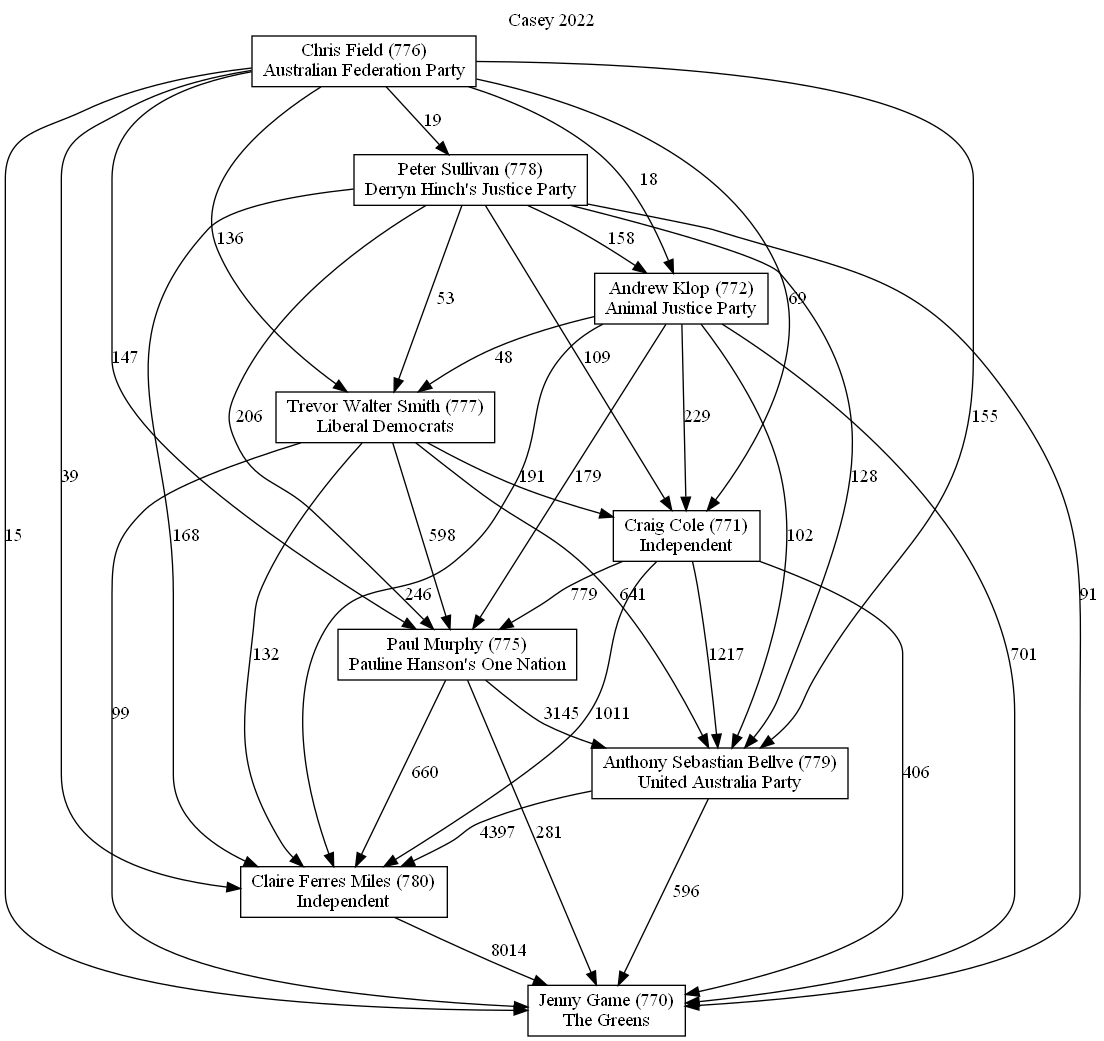 Casey 2022
Chris Field (776)
Australian Federation Party
19
Peter Sullivan (778)
Derryn Hinch's Justice Party
18
136
158
Andrew Klop (772)
Animal Justice Party
53
69
147
48
109
Trevor Walter Smith (777)
Liberal Democrats
206
229
155
39
191
179
128
Craig Cole (771)
Independent
15
168
598
102
246
779
641
91
Paul Murphy (775)
Pauline Hanson's One Nation
132
1217
701
99
3145
1011
Anthony Sebastian Bellve (779)
United Australia Party
660
406
4397
281
Claire Ferres Miles (780)
Independent
596
8014
Jenny Game (770)
The Greens